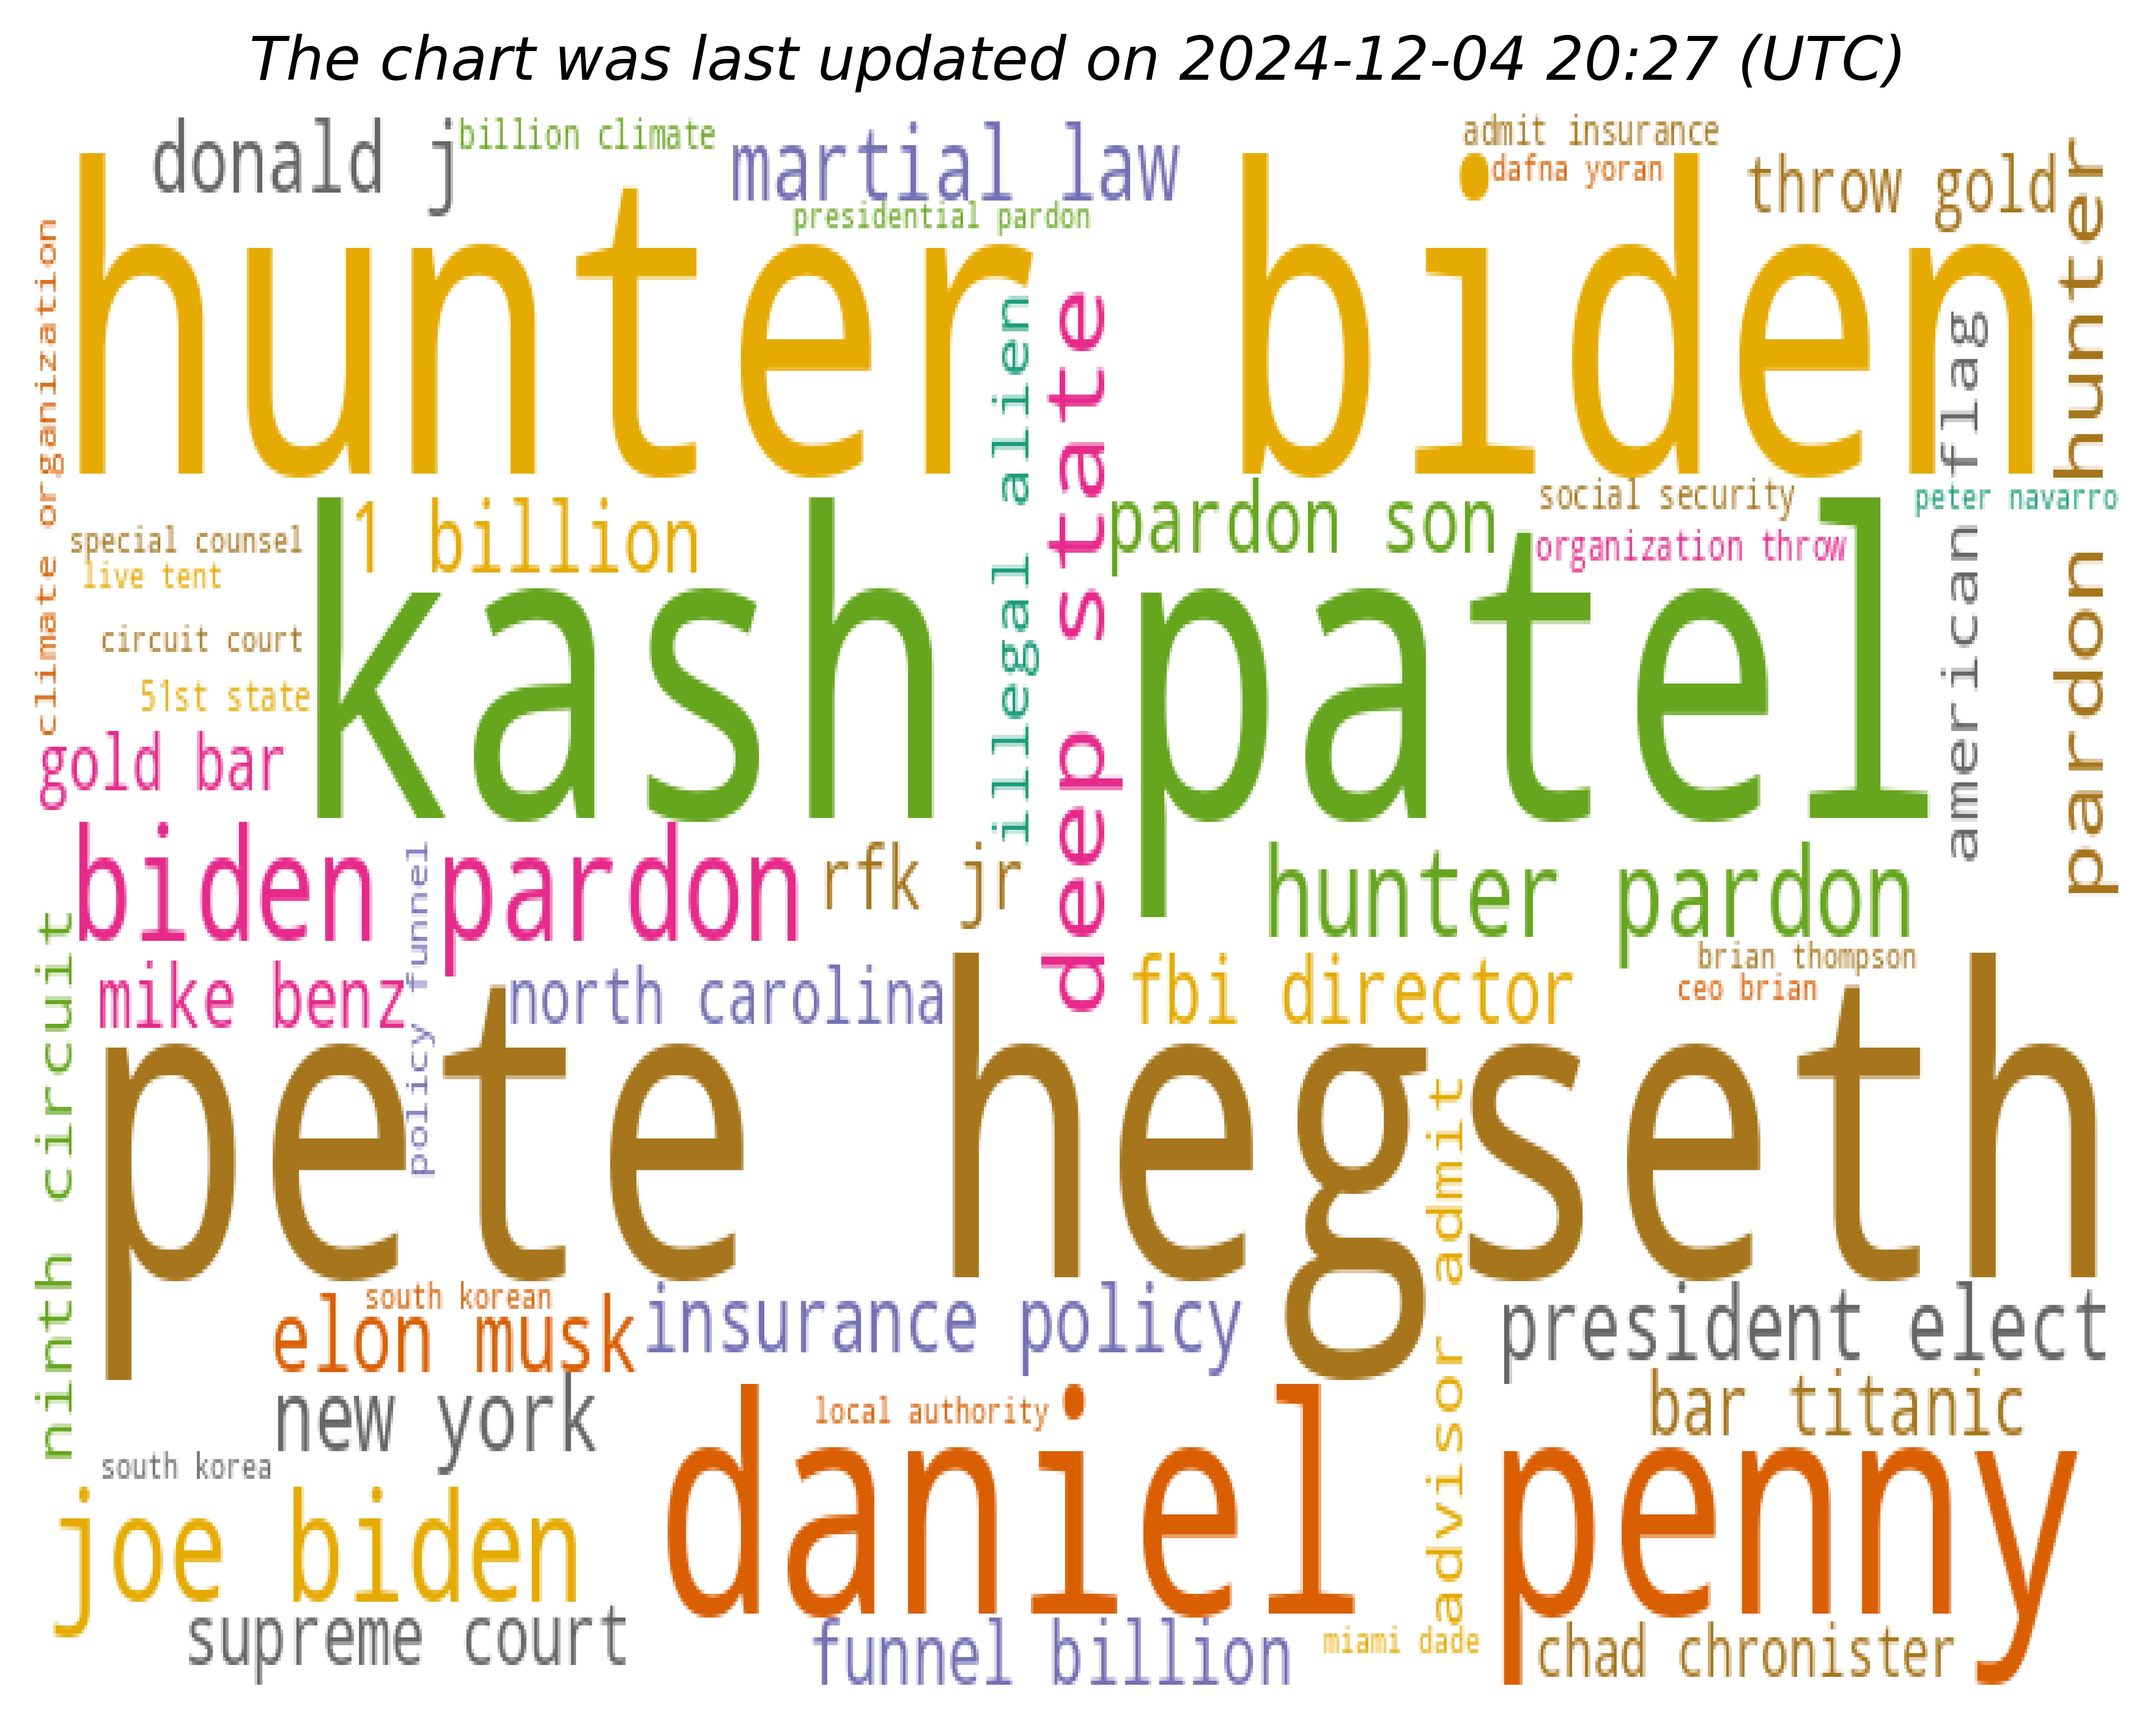 The chart was last updated on 2024-12-04 20:27 (UTC)
donald j
billion climate
martial law
admit insurance
dafna yoran
throw gold
presidential pardon
hunter biden
pardon hunter
climate organization
illegal alien
deep state
american flag
1 billion
pardon son
social security
peter navarro
special counsel
organization throw
live tent
kash patel
circuit court
51st state
gold bar
biden pardon
rfk jr
hunter pardon
policy funnel
ninth circuit
mike benz
north carolina
fbi director
brian thompson
ceo brian
pete hegseth
advisor admit
south korean
elon musk
insurance policy
president elect
new york
local authority
bar titanic
south korea
daniel penny
joe biden
supreme court
funnel billion
miami dade
chad chronister